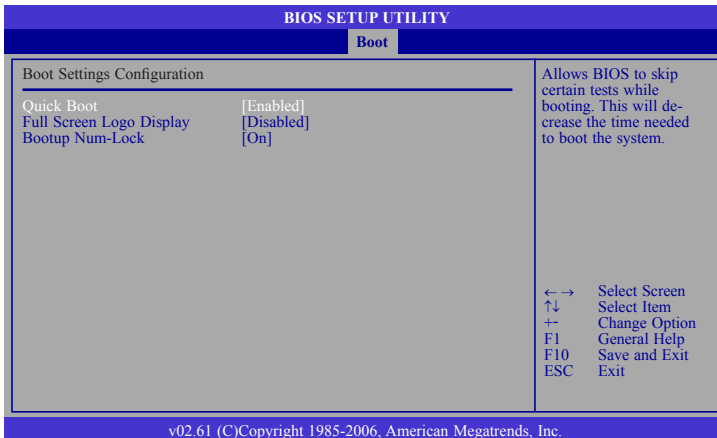 BIOS SETUP UTILITY
Boot
Boot Settings Configuration
Quick Boot [Enabled]
Full Screen Logo Display [Disabled]
Bootup Num-Lock [On]
Allows BIOS to skip
certain tests while
booting. This will de-
crease the time needed
to boot the system.
←→ Select Screen
↑↓ Select Item
+- Change Option
F1 General Help
F10 Save and Exit
ESC Exit
v02.61 (C)Copyright 1985-2006, American Megatrends, Inc.